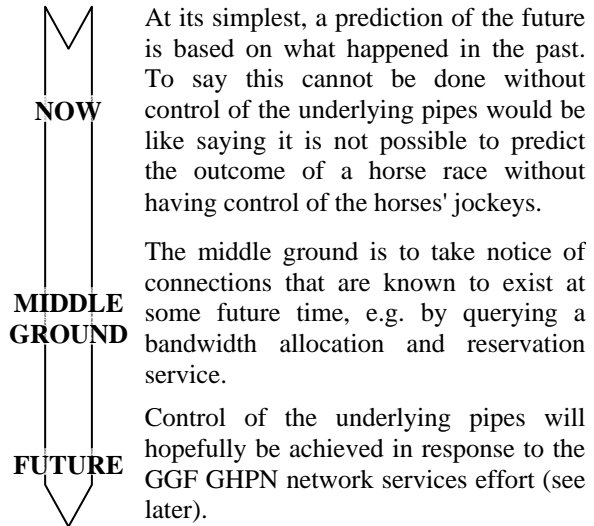 At its simplest, a prediction of the future
is based on what happened in the past.
To say this cannot be done without
NOW
control of the underlying pipes would be
like saying it is not possible to predict
the outcome of a horse race without
having control of the horses' jockeys.
The middle ground is to take notice of
connections that are known to exist at
MIDDLE
GROUND
some future time, e.g. by querying a
bandwidth allocation and reservation
service.
Control of the underlying pipes will
hopefully be achieved in response to the
FUTURE
GGF GHPN network services effort (see
later).